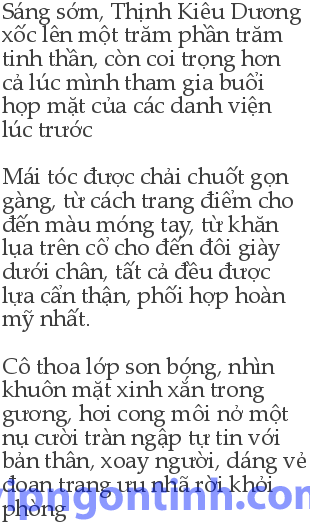 Sáng sớm, Thịnh Kiêu Dương
xốc lên một trăm phần trăm
tinh thần, còn coi trọng hơn
cả lúc mình tham gia buổi
họp mặt của các danh viện
lúc trước
Mái tóc được chải chuốt gọn
gàng, từ cách trang điểm cho
đến màu móng tay, từ khăn
lụa trên cổ cho đến đôi giày
dưới chân, tất cả đều được
lựa cẩn thận, phối hợp hoàn
mỹ nhất.
Cô thoa lớp son bóng, nhìn
khuôn mặt xinh xắn trong
gương, hơi cong môi nở một
nụ cười tràn ngập tự tin với
bản thân, xoay người, dáng vẻ
đoan trang ưu nhã rời khỏi
phòng